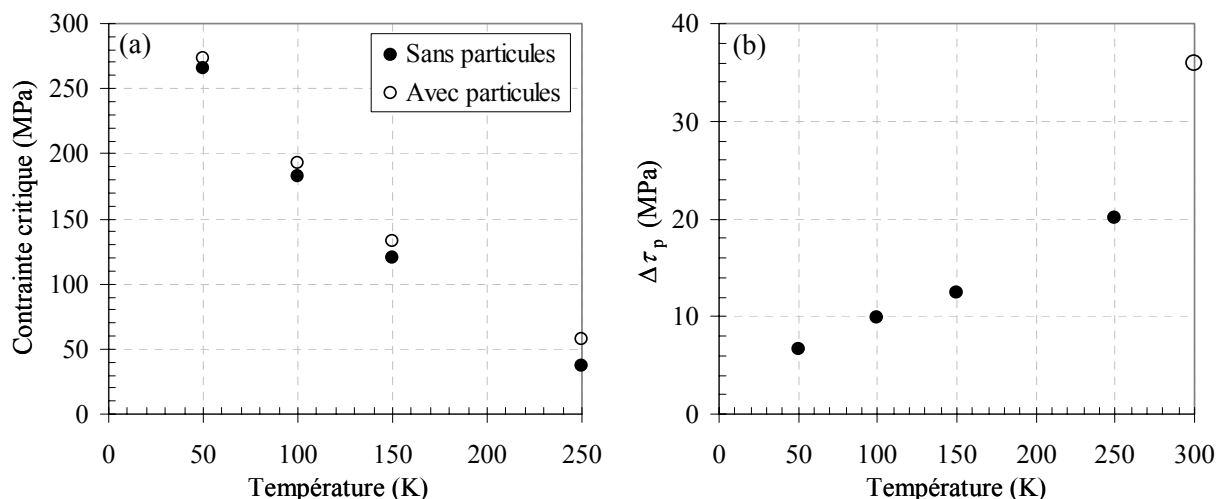 (a)
Contrainte critique (MPa)
300
250
200
150
100
50
0
Sans particules
Avec particules
0 50 100 150 200 250
Température (K)
(b)
Δτp (MPa)
40
30
20
10
0
0 50 100 150 200 250 300
Température (K)